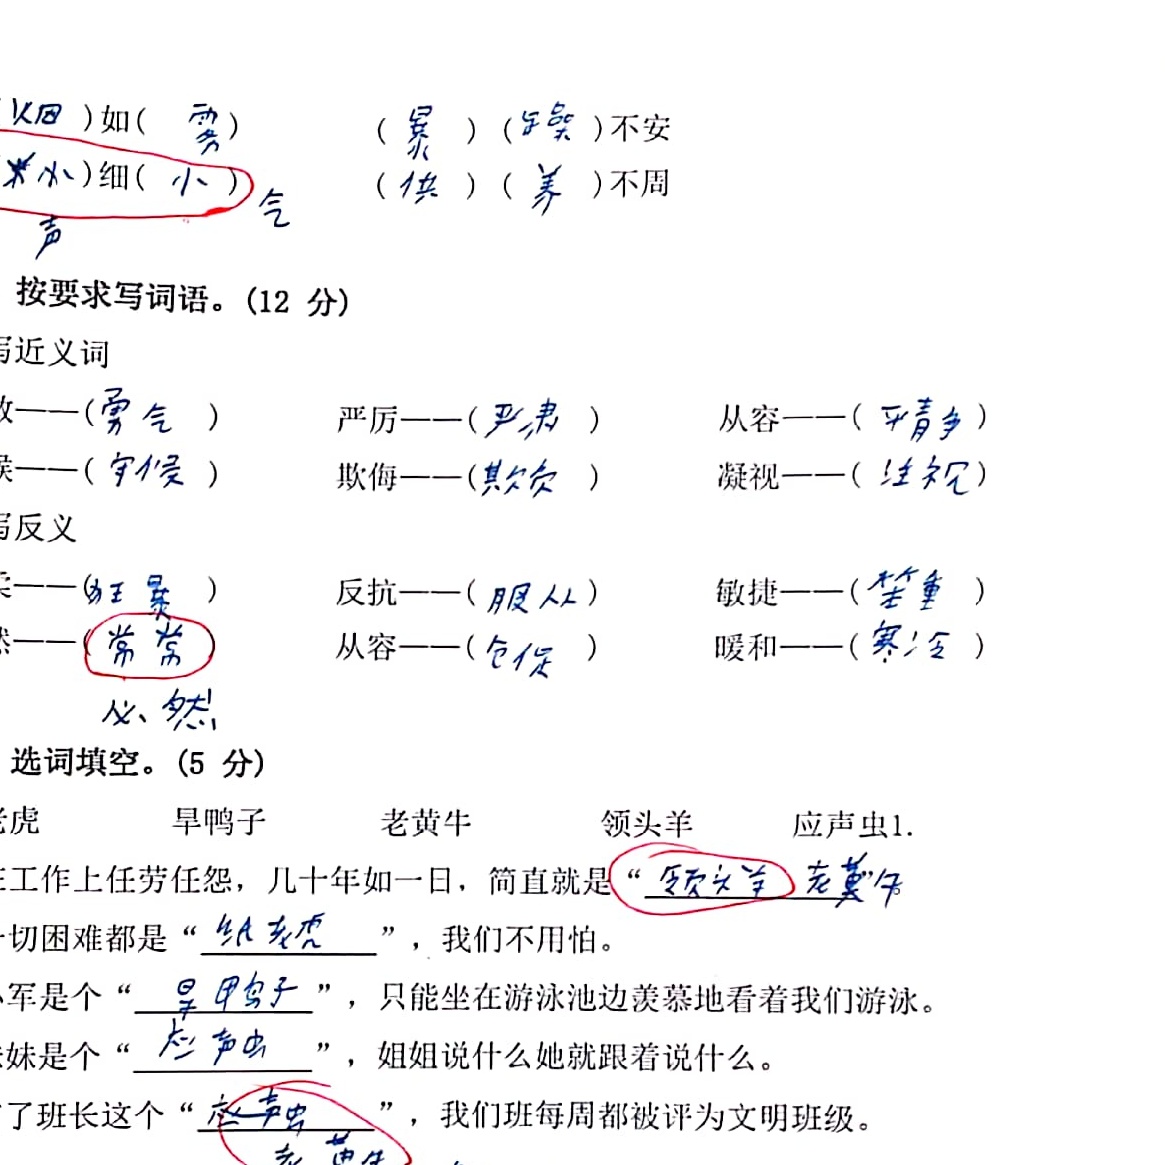 烟 )如( 雾 ) ( 暴 ) ( 躁 )不安
小 )细( 小 ) 气 ( 供 ) ( 养 )不周
声
按要求写词语。(12 分)
写近义词
——(勇气 ) 严厉——(严肃 ) 从容——( )
候——( 守候 ) 欺侮——(欺负 ) 凝视——( 注视 )
写反义
柔——(狂暴 ) 反抗——( 服从 ) 敏捷——( 笨重 )
然——( 常常 ) 从容——( 仓促 ) 暖和——( 寒冷 )
必、然
选词填空。(5 分)
老虎 旱鸭子 老黄牛 领头羊 应声虫1.
在工作上任劳任怨，几十年如一日，简直就是“ 领头羊 老黄牛”
一切困难都是“ 纸老虎 ”，我们不用怕。
小军是个“ 旱鸭子 ”，只能坐在游泳池边羡慕地看着我们游泳。
妹妹是个“ 应声虫 ”，姐姐说什么她就跟着说什么。
了班长这个“ 应声虫 ”，我们班每周都被评为文明班级。
老黄牛